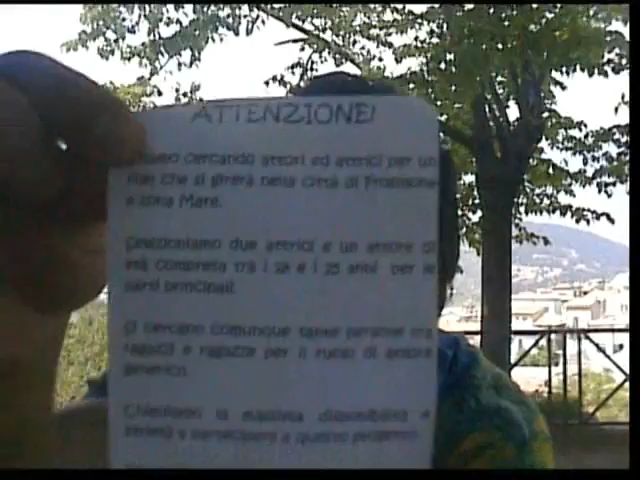 ATTENZIONE!
cercando attori ed attrici per un
film che si girerà nella città di Frosinone
e zona Mare.
due attrici e un attore di
età compresa tra i 18 e i 35 anni per le
parti principali.
Si cercano comunque tante persone tra
ragazzi e ragazze per il ruolo di attore
generico.
Chiediamo la massima disponibilità e
serietà a partecipare a questo progetto.